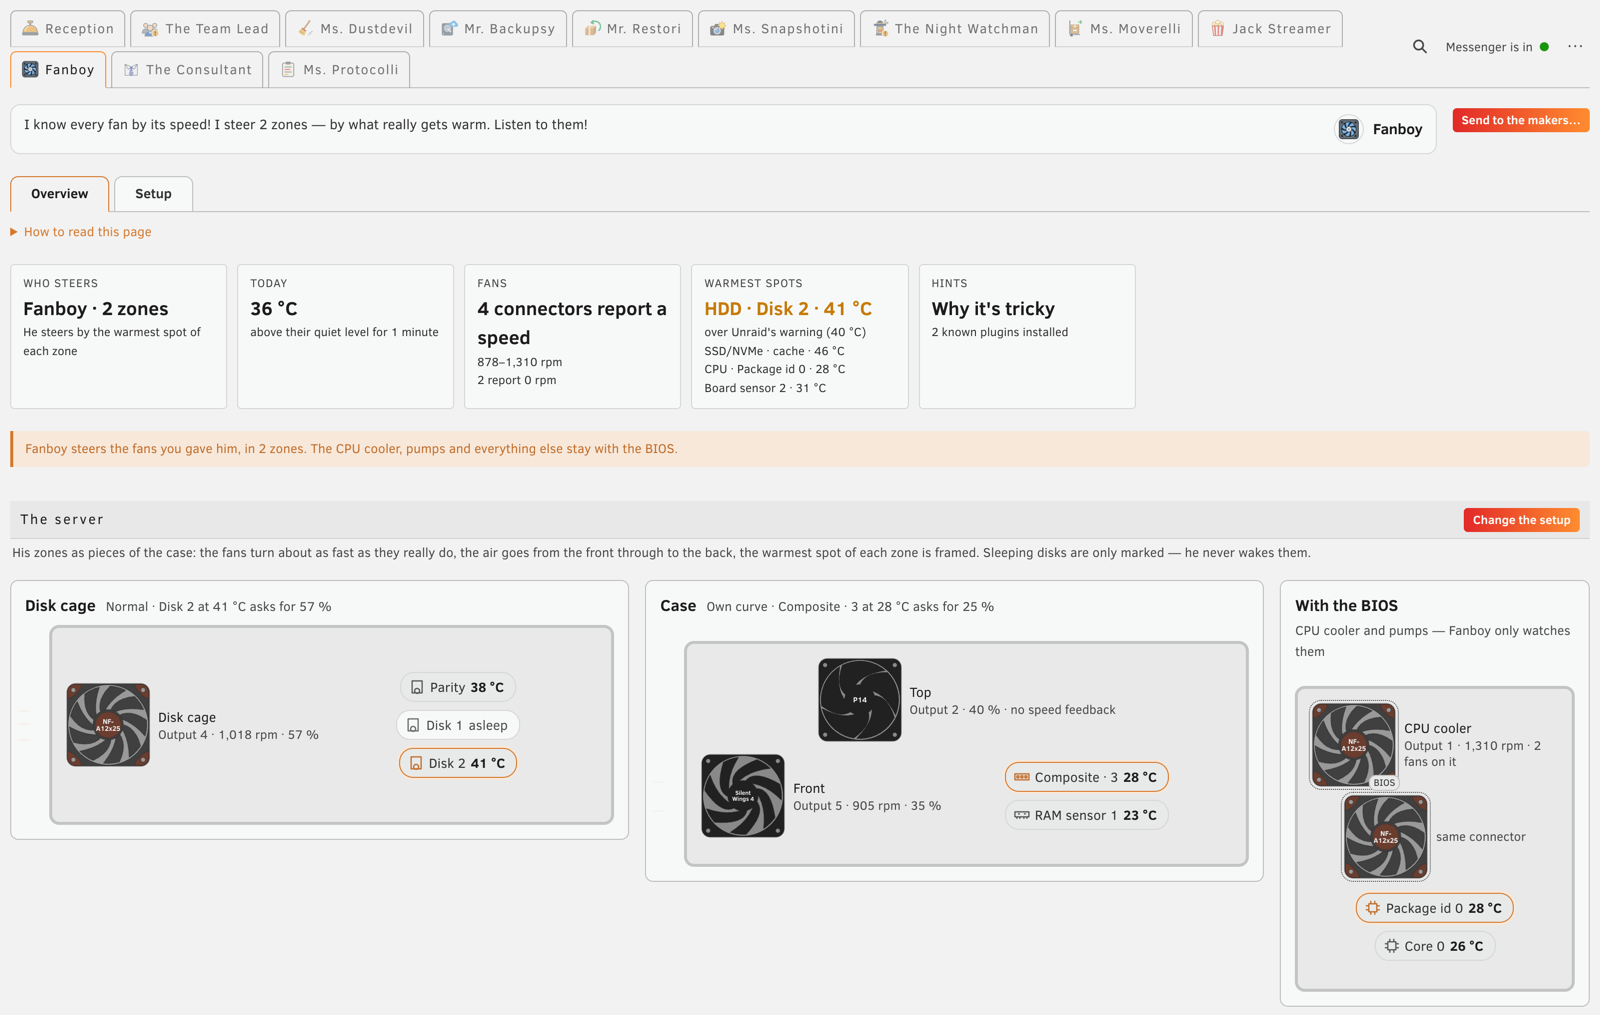 Reception
The Team Lead
Ms. Dustdevil
Mr. Backupsy
Mr. Restori
Ms. Snapshotini
The Night Watchman
Ms. Moverelli
Jack Streamer
Fanboy
The Consultant
Ms. Protocolli
Messenger is in
I know every fan by its speed! I steer 2 zones — by what really gets warm. Listen to them!
Fanboy
Send to the makers...
Overview
Setup
How to read this page
WHO STEERS
Fanboy · 2 zones
He steers by the warmest spot of
each zone
TODAY
36 °C
above their quiet level for 1 minute
FANS
4 connectors report a
speed
878–1,310 rpm
2 report 0 rpm
WARMEST SPOTS
HDD · Disk 2 · 41 °C
over Unraid's warning (40 °C)
SSD/NVMe · cache · 46 °C
CPU · Package id 0 · 28 °C
Board sensor 2 · 31 °C
HINTS
Why it's tricky
2 known plugins installed
Fanboy steers the fans you gave him, in 2 zones. The CPU cooler, pumps and everything else stay with the BIOS.
The server
Change the setup
His zones as pieces of the case: the fans turn about as fast as they really do, the air goes from the front through to the back, the warmest spot of each zone is framed. Sleeping disks are only marked — he never wakes them.
Disk cage Normal · Disk 2 at 41 °C asks for 57 %
NF-
A12x25
Disk cage
Output 4 · 1,018 rpm · 57 %
Parity 38 °C
Disk 1 asleep
Disk 2 41 °C
Case Own curve · Composite · 3 at 28 °C asks for 25 %
P14
Top
Output 2 · 40 % · no speed feedback
Silent
Wings 4
Front
Output 5 · 905 rpm · 35 %
Composite · 3 28 °C
RAM sensor 1 23 °C
With the BIOS
CPU cooler and pumps — Fanboy only watches
them
NF-
A12x25
BIOS
CPU cooler
Output 1 · 1,310 rpm · 2
fans on it
NF-
A12x25
same connector
Package id 0 28 °C
Core 0 26 °C